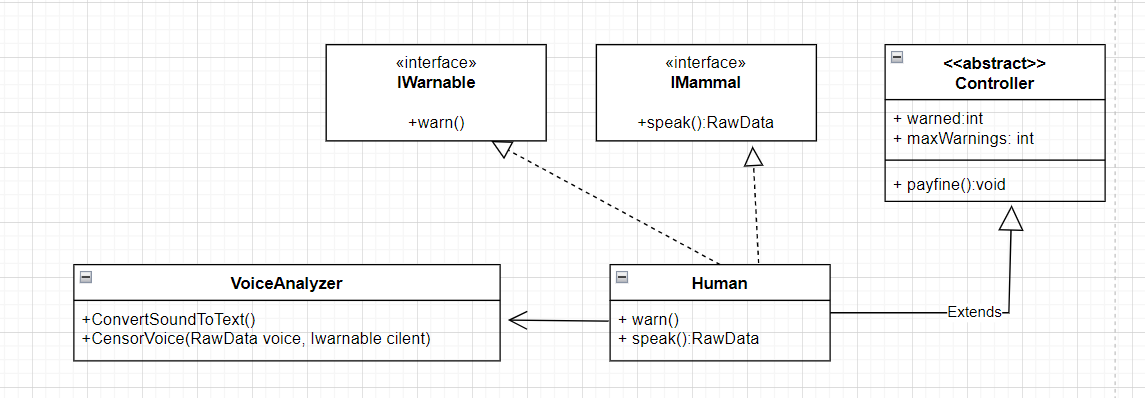 «interface»
IWarnable
+warn()
«interface»
IMammal
+speak():RawData
<<abstract>>
Controller
+ warned:int
+ maxWarnings: int
+ payfine():void
VoiceAnalyzer
+ConvertSoundToText()
+CensorVoice(RawData voice, Iwarnable cilent)
Human
+ warn()
+ speak():RawData
Extends